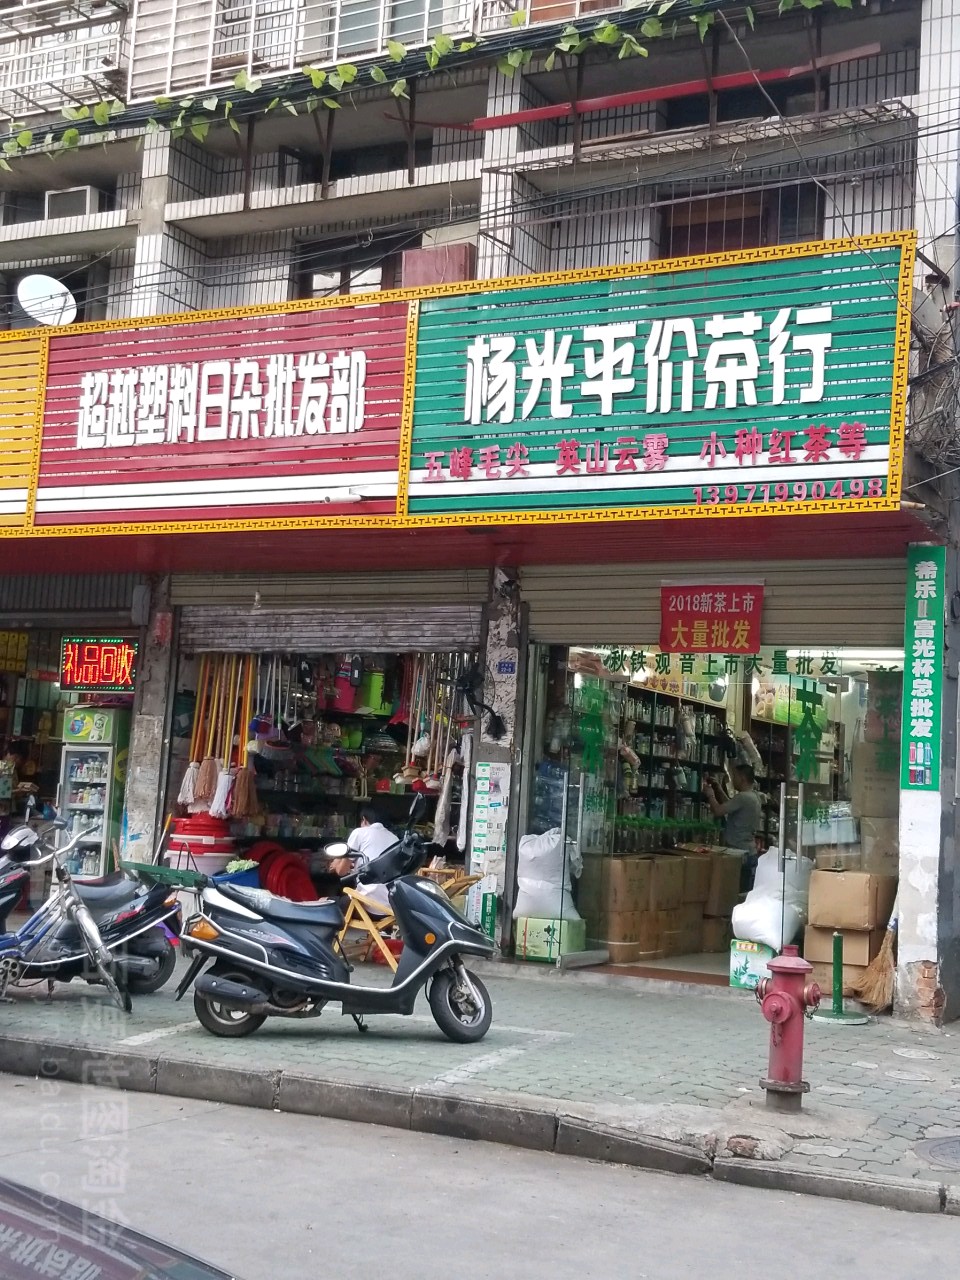 超越塑料日杂批发部
杨光平价茶行
五峰毛尖 英山云雾 小种红茶等
13971990498
礼品回收
2018新茶上市
大量批发
秋铁观音上市大量批发
茶
希乐‖富光杯总批发